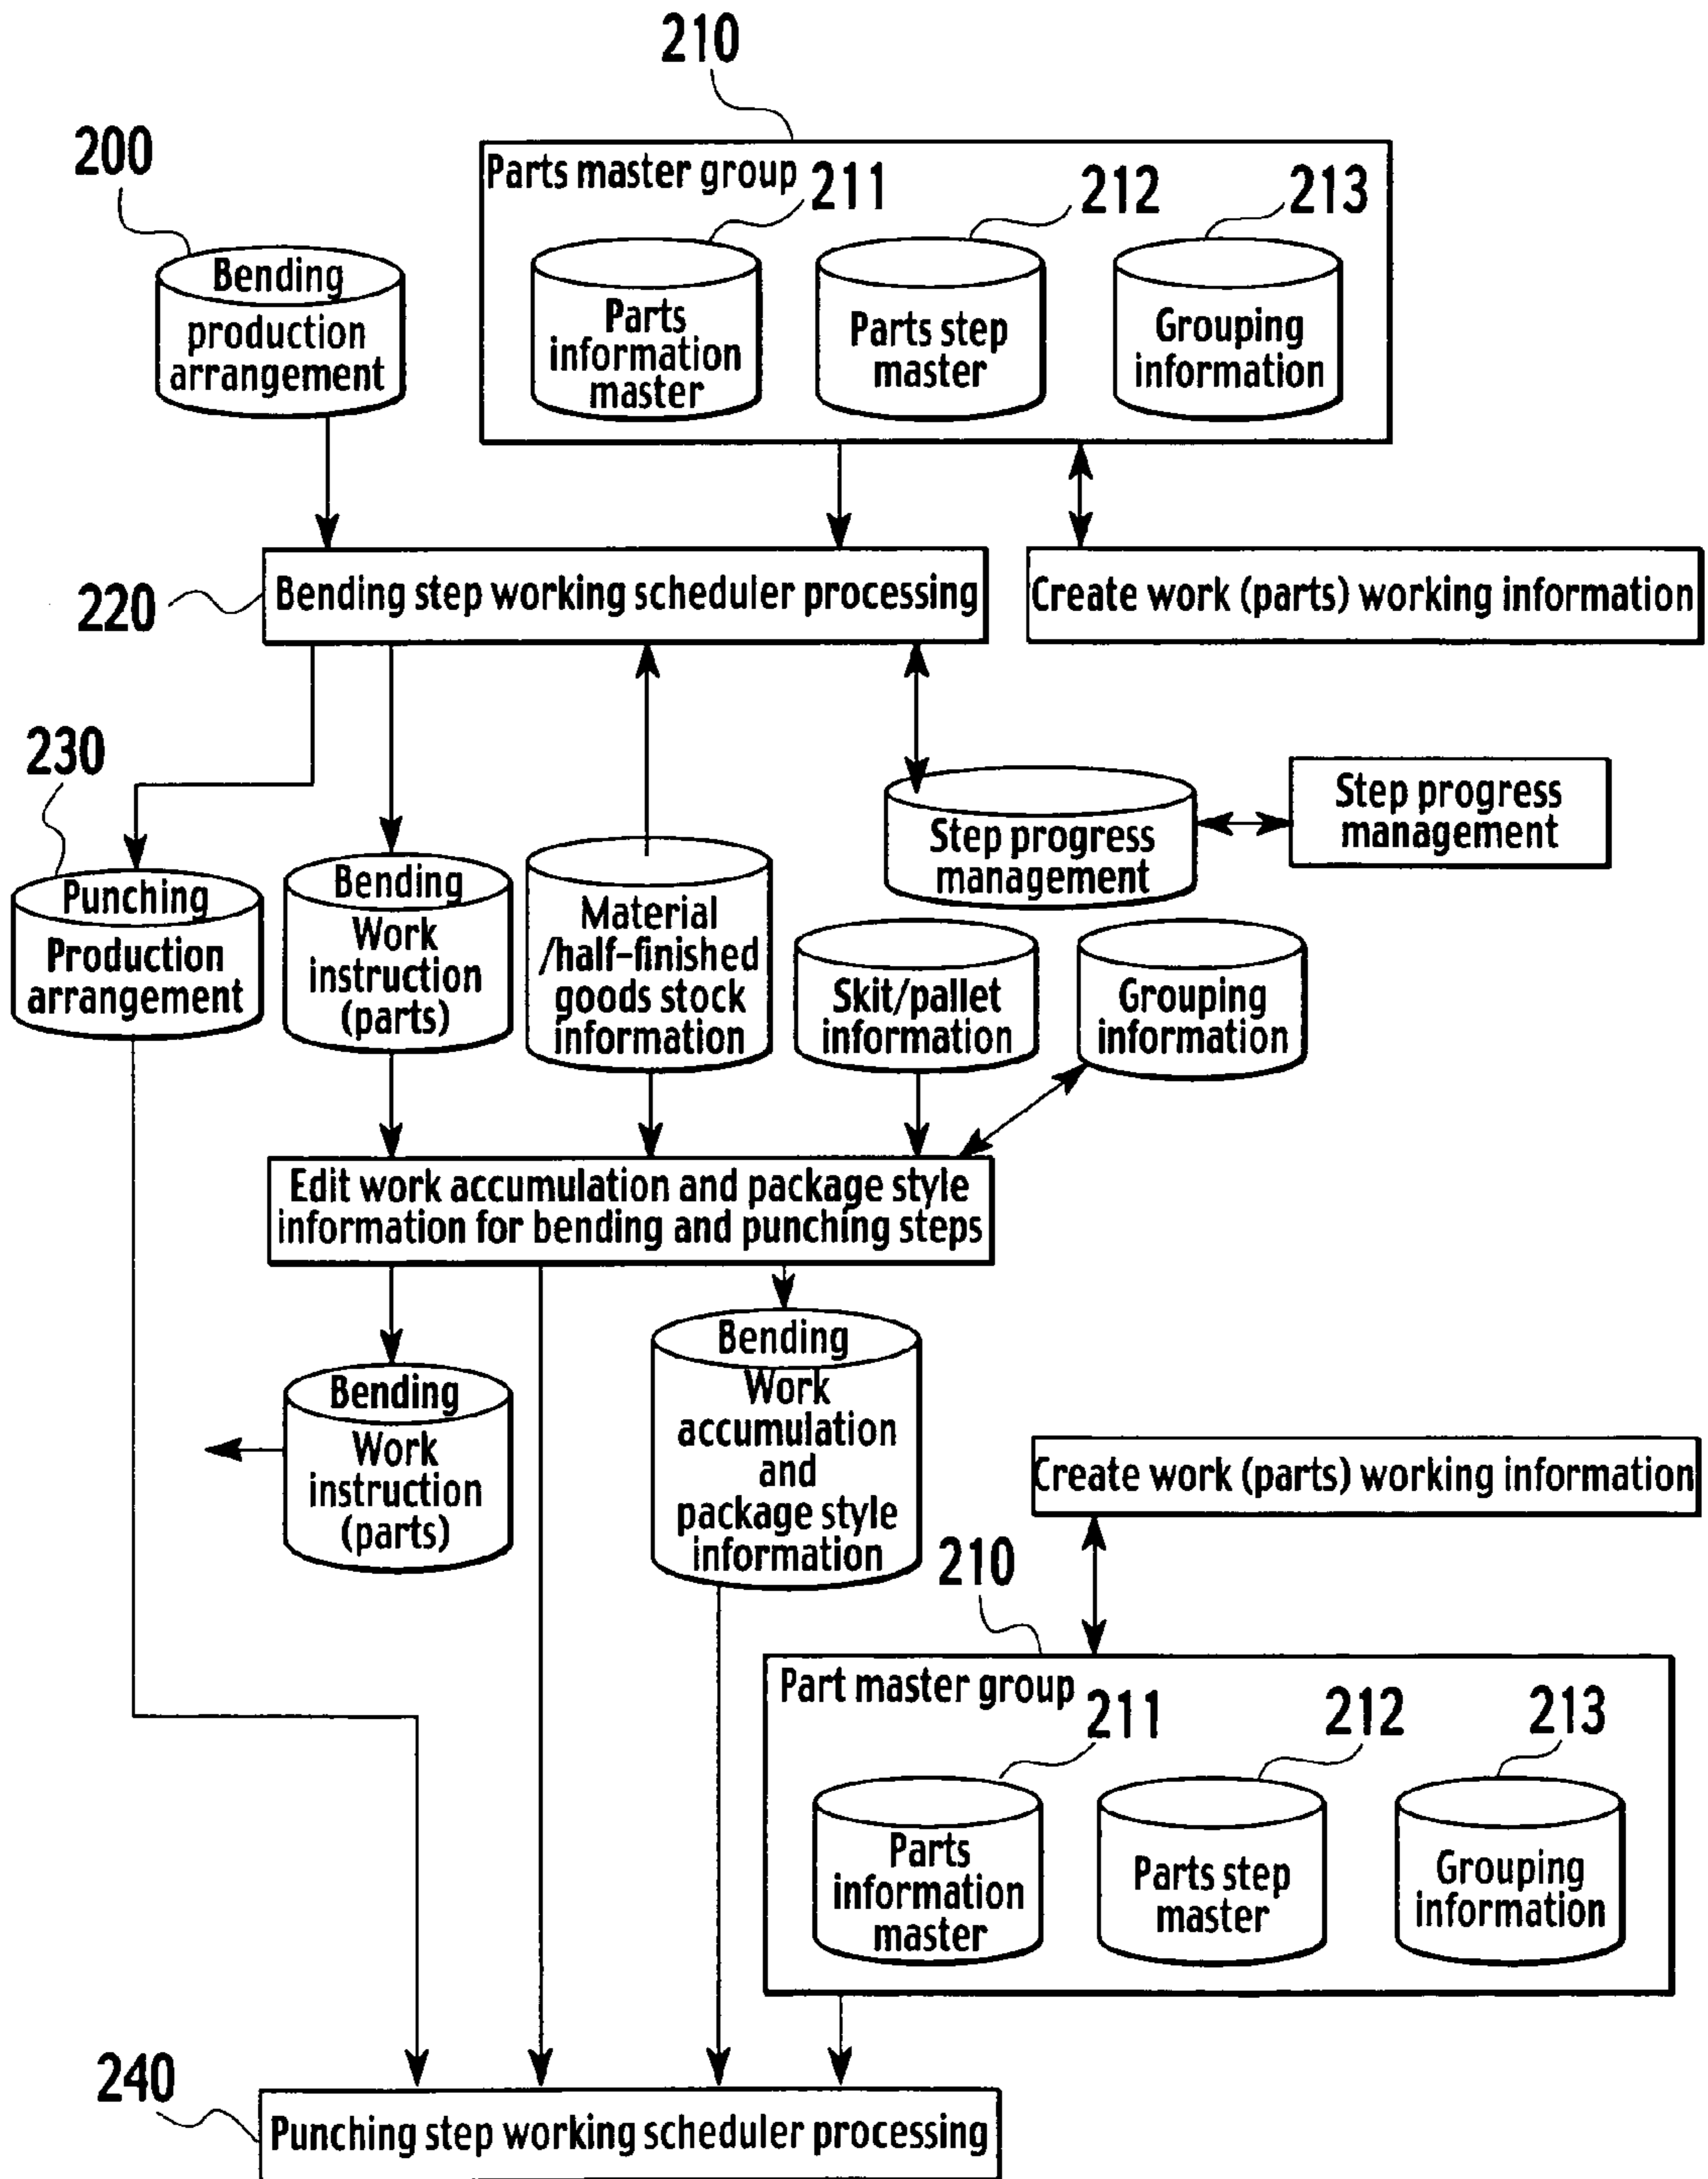 210
200
Parts master group
211
212
213
Bending
production
arrangement
Parts
information
master
Parts step
master
Grouping
information
220
Bending step working scheduler processing
Create work (parts) working information
230
Step progress
management
Step progress
management
Punching
Production
arrangement
Bending
Work
instruction
(parts)
Material
/half-finished
goods stock
information
Skit/pallet
information
Grouping
information
Edit work accumulation and package style
information for bending and punching steps
Bending
Work
instruction
(parts)
Bending
Work
accumulation
and
package style
information
Create work (parts) working information
210
Part master group
211
212
213
Parts
information
master
Parts step
master
Grouping
information
240
Punching step working scheduler processing